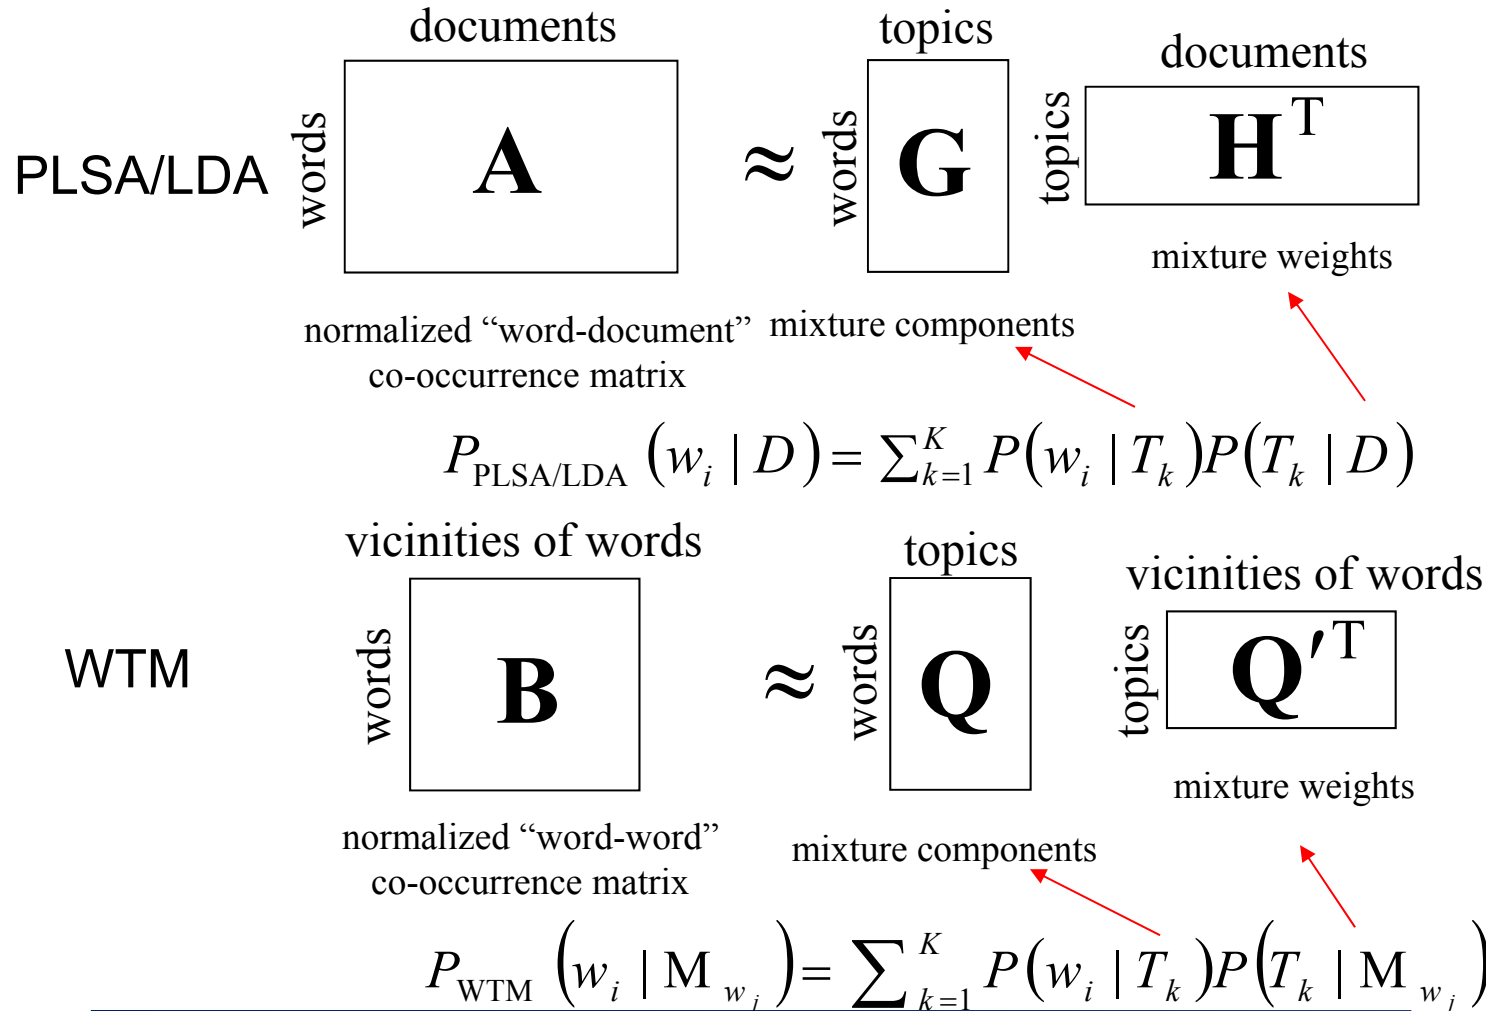 documents
topics
documents
PLSA/LDA
words
A
≈
words
G
topics
H^T
mixture weights
normalized “word-document”
co-occurrence matrix
mixture components
P_PLSA/LDA (w_i | D) = ∑_{k=1}^{K} P(w_i | T_k)P(T_k | D)
vicinities of words
topics
vicinities of words
WTM
words
B
≈
words
Q
topics
Q′^T
mixture weights
normalized “word-word”
co-occurrence matrix
mixture components
P_WTM (w_i | M_{w_j}) = ∑_{k=1}^{K} P(w_i | T_k)P(T_k | M_{w_j})